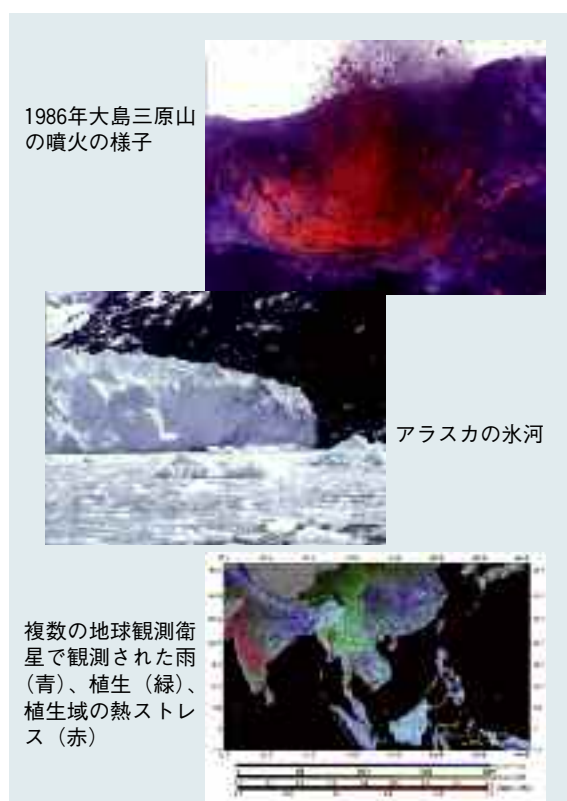 1986年大島三原山
の噴火の様子
アラスカの氷河
複数の地球観測衛
星で観測された雨
（青）、植生（緑）、
植生域の熱ストレ
ス（赤）